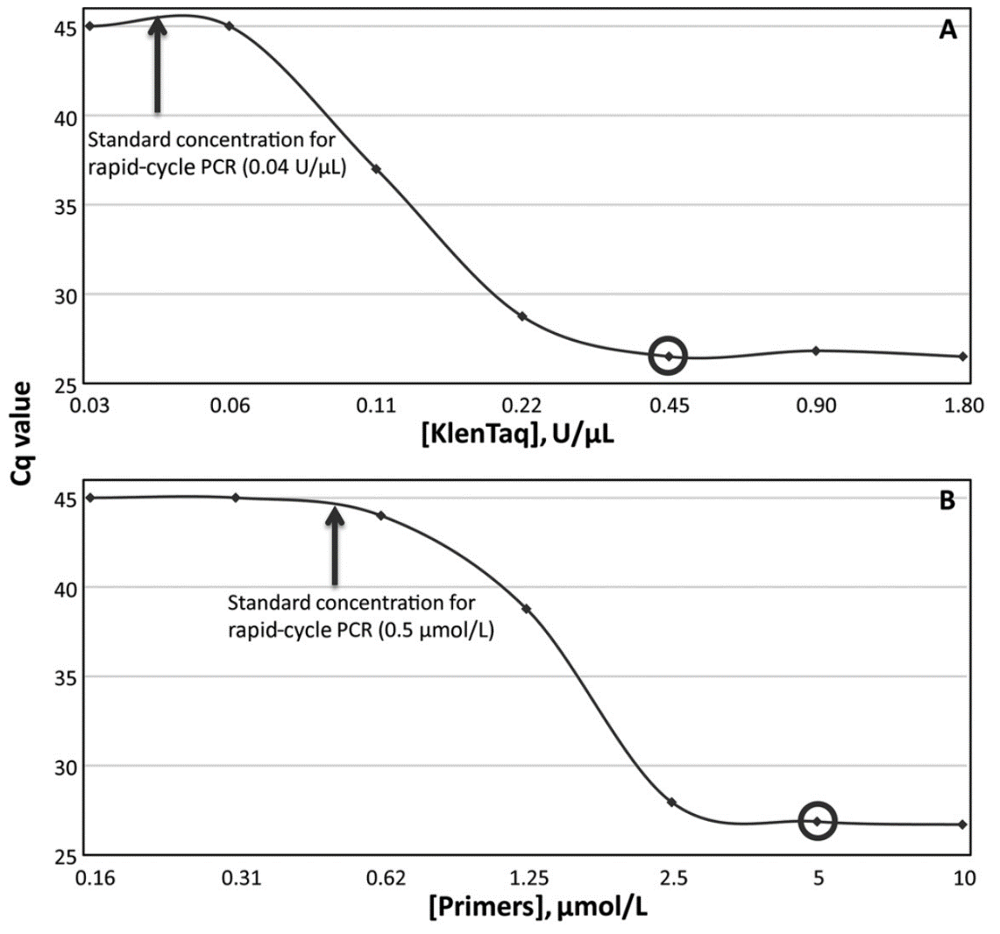 A
45
40
35
30
25
Standard concentration for
rapid-cycle PCR (0.04 U/µL)
0.03 0.06 0.11 0.22 0.45 0.90 1.80
[KlenTaq], U/µL
Cq value
B
45
40
35
30
25
Standard concentration for
rapid-cycle PCR (0.5 µmol/L)
0.16 0.31 0.62 1.25 2.5 5 10
[Primers], µmol/L